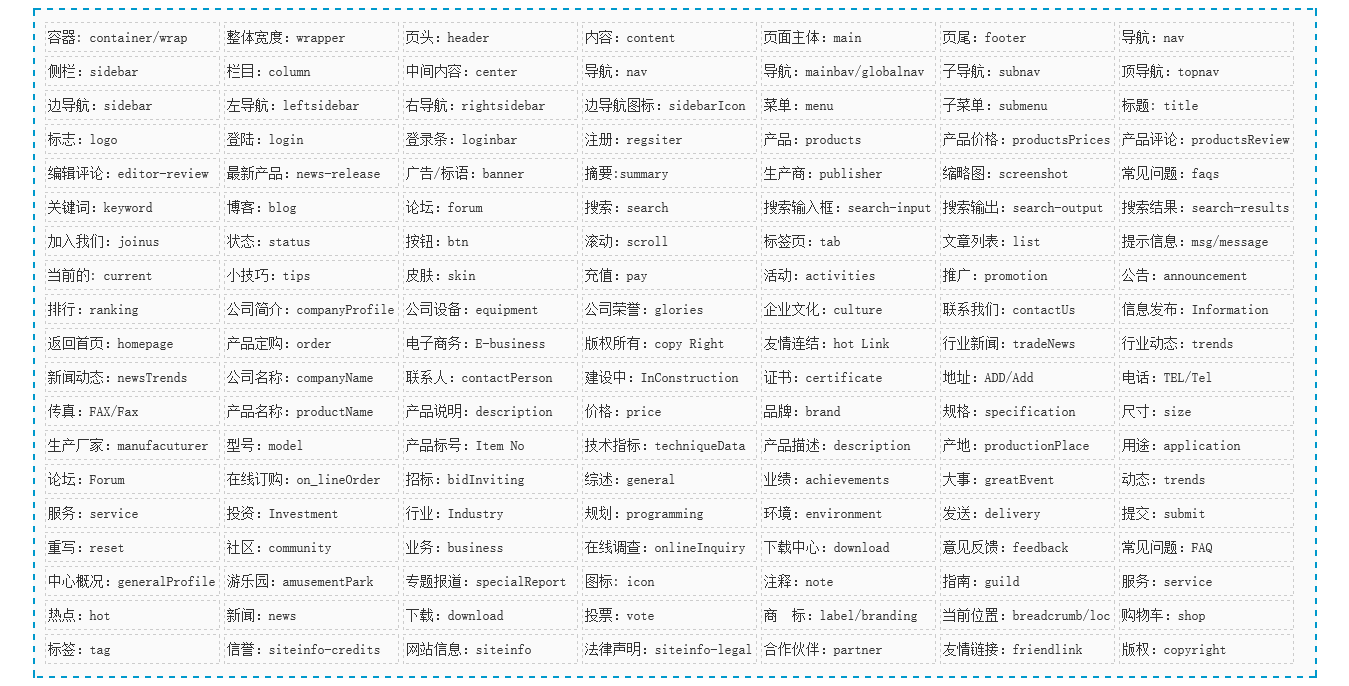 容器: container/wrap 整体宽度：wrapper 页头：header 内容：content 页面主体：main 页尾：footer 导航：nav
侧栏：sidebar 栏目：column 中间内容：center 导航：nav 导航：mainbav/globalnav 子导航：subnav 顶导航：topnav
边导航：sidebar 左导航：leftsidebar 右导航：rightsidebar 边导航图标：sidebarIcon 菜单：menu 子菜单：submenu 标题: title
标志：logo 登陆：login 登录条：loginbar 注册：regsiter 产品：products 产品价格：productsPrices 产品评论：productsReview
编辑评论：editor-review 最新产品：news-release 广告/标语：banner 摘要:summary 生产商：publisher 缩略图：screenshot 常见问题：faqs
关键词：keyword 博客：blog 论坛：forum 搜索：search 搜索输入框：search-input 搜索输出：search-output 搜索结果：search-results
加入我们：joinus 状态：status 按钮：btn 滚动：scroll 标签页：tab 文章列表：list 提示信息：msg/message
当前的: current 小技巧：tips 皮肤：skin 充值：pay 活动：activities 推广：promotion 公告：announcement
排行：ranking 公司简介：companyProfile 公司设备：equipment 公司荣誉：glories 企业文化：culture 联系我们：contactUs 信息发布：Information
返回首页：homepage 产品定购：order 电子商务：E-business 版权所有：copy Right 友情连结：hot Link 行业新闻：tradeNews 行业动态：trends
新闻动态：newsTrends 公司名称：companyName 联系人：contactPerson 建设中：InConstruction 证书：certificate 地址：ADD/Add 电话：TEL/Tel
传真：FAX/Fax 产品名称：productName 产品说明：description 价格：price 品牌：brand 规格：specification 尺寸：size
生产厂家：manufacuturer 型号：model 产品标号：Item No 技术指标：techniqueData 产品描述：description 产地：productionPlace 用途：application
论坛：Forum 在线订购：on_lineOrder 招标：bidInviting 综述：general 业绩：achievements 大事：greatEvent 动态：trends
服务：service 投资：Investment 行业：Industry 规划：programming 环境：environment 发送：delivery 提交：submit
重写：reset 社区：community 业务：business 在线调查：onlineInquiry 下载中心：download 意见反馈：feedback 常见问题：FAQ
中心概况：generalProfile 游乐园：amusementPark 专题报道：specialReport 图标: icon 注释：note 指南：guild 服务：service
热点：hot 新闻：news 下载：download 投票：vote 商　标：label/branding 当前位置：breadcrumb/loc 购物车：shop
标签：tag 信誉：siteinfo-credits 网站信息：siteinfo 法律声明：siteinfo-legal 合作伙伴：partner 友情链接：friendlink 版权：copyright